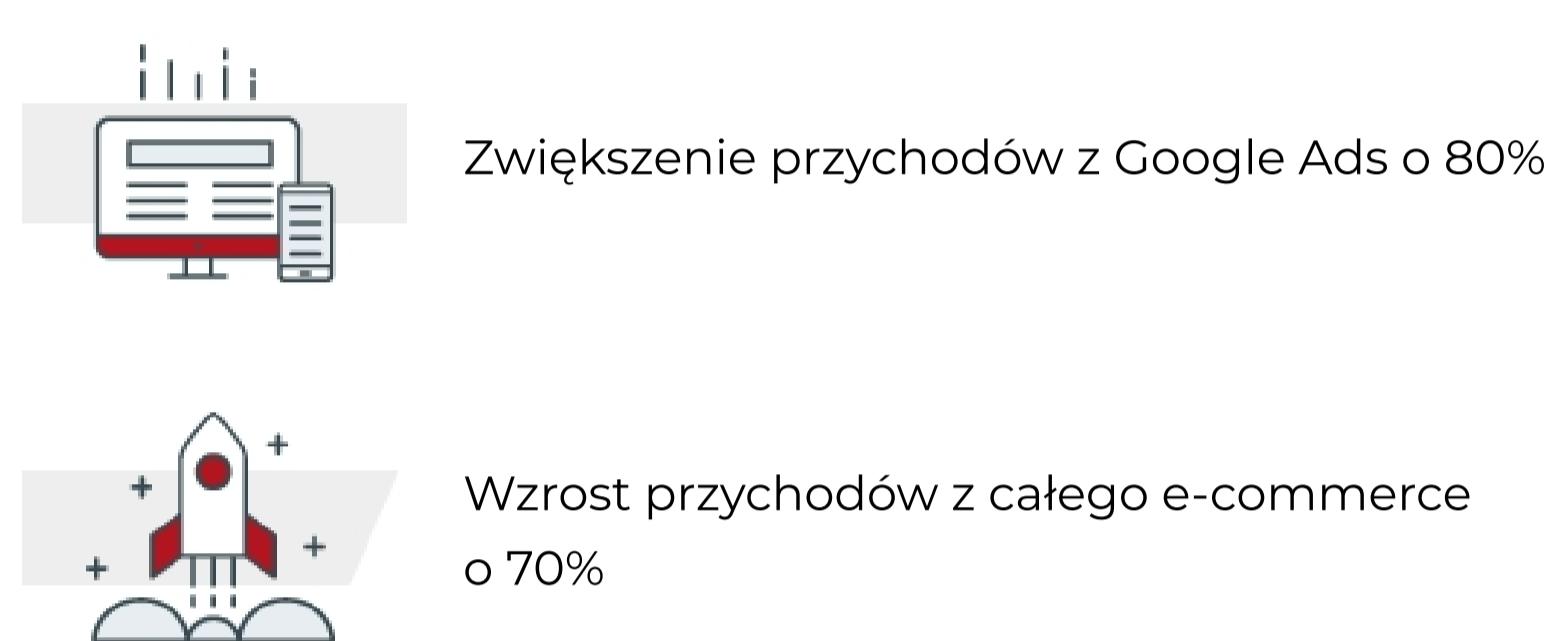 Zwiększenie przychodów z Google Ads o 80%
Wzrost przychodów z całego e-commerce
o 70%